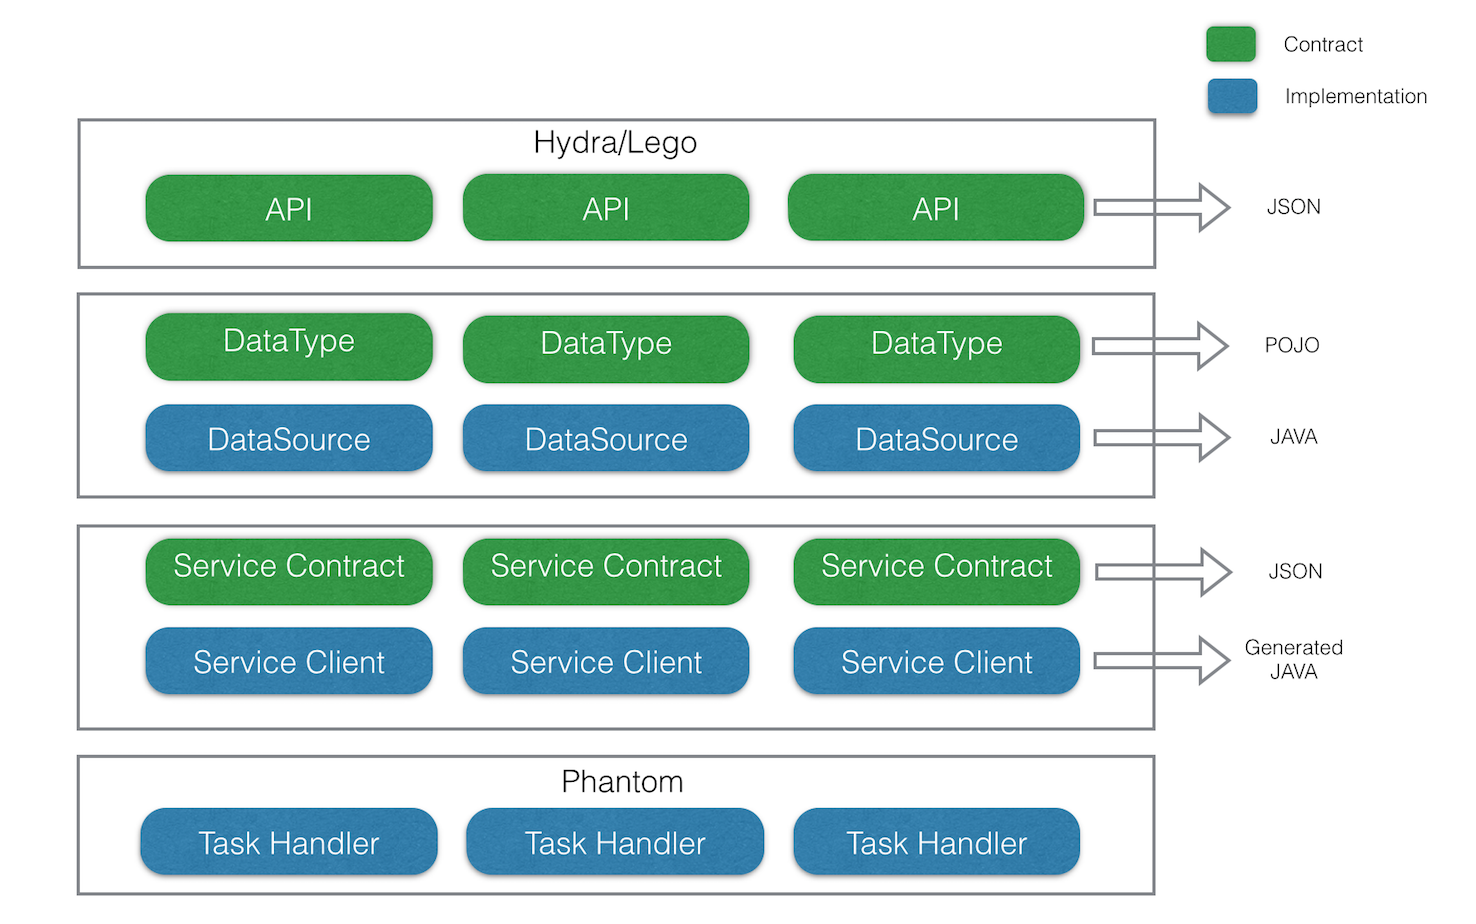 Contract
Implementation
Hydra/Lego
API API API JSON
DataType DataType DataType POJO
DataSource DataSource DataSource JAVA
Service Contract Service Contract Service Contract JSON
Service Client Service Client Service Client Generated
JAVA
Phantom
Task Handler Task Handler Task Handler